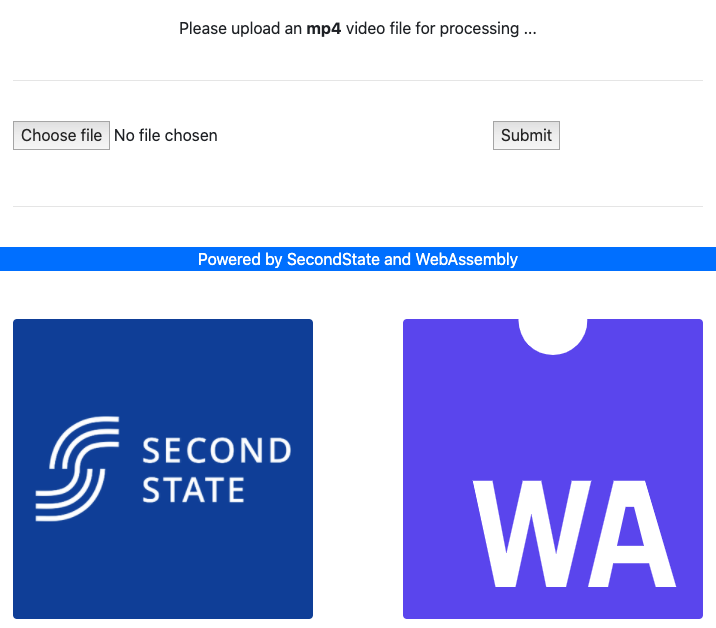 Please upload an mp4 video file for processing ...
Choose file No file chosen Submit
Powered by SecondState and WebAssembly
SECOND
STATE
WA